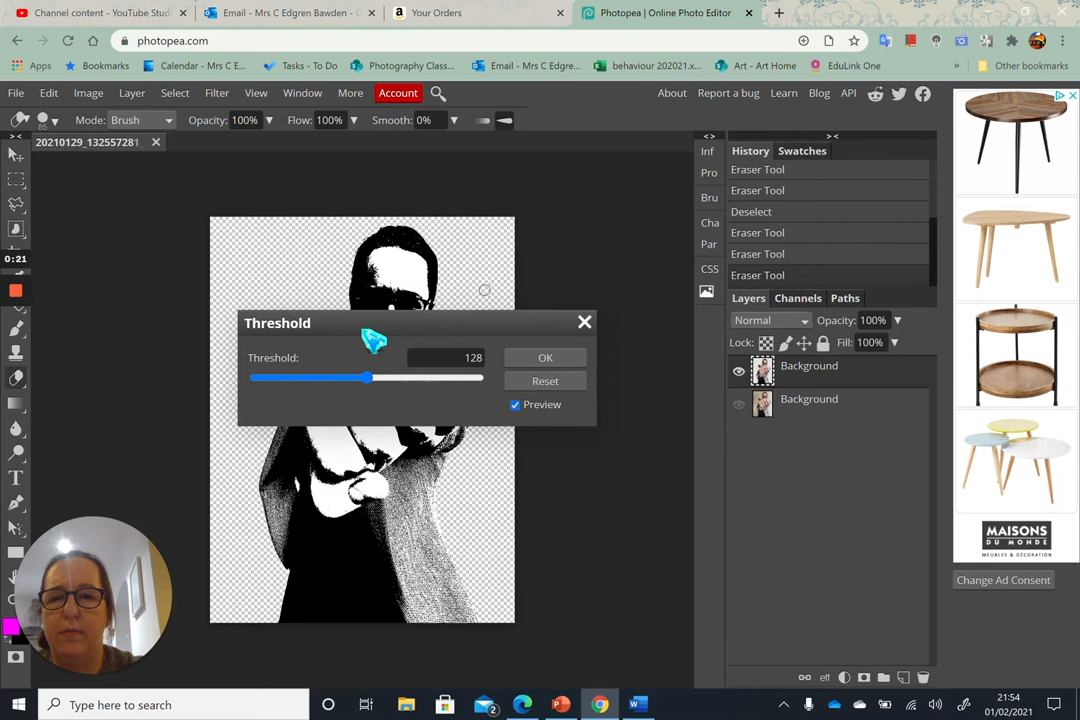 Channel content - YouTube Stud
Email - Mrs C Edgren Bawden - C
Your Orders
Photopea | Online Photo Editor
photopea.com
Apps
Bookmarks
Calendar - Mrs C E...
Tasks - To Do
Photography Class...
Email - Mrs C Edgre...
behaviour 202021.x...
Art - Art Home
EduLink One
»
Other bookmarks
File Edit Image Layer Select Filter View Window More Account
About Report a bug Learn Blog API
85
Mode: Brush Opacity: 100% Flow: 100% Smooth: 0%
20210129_132557281_
0:21
Threshold
Threshold: 128
OK
Reset
Preview
Inf
Pro
Bru
Cha
Par
CSS
History Swatches
Eraser Tool
Eraser Tool
Deselect
Eraser Tool
Eraser Tool
Eraser Tool
Layers Channels Paths
Normal Opacity: 100%
Lock: Fill: 100%
Background
Background
eff
MAISONS
DU MONDE
MEUBLES & DÉCORATION
Change Ad Consent
Type here to search
2
21:54
01/02/2021